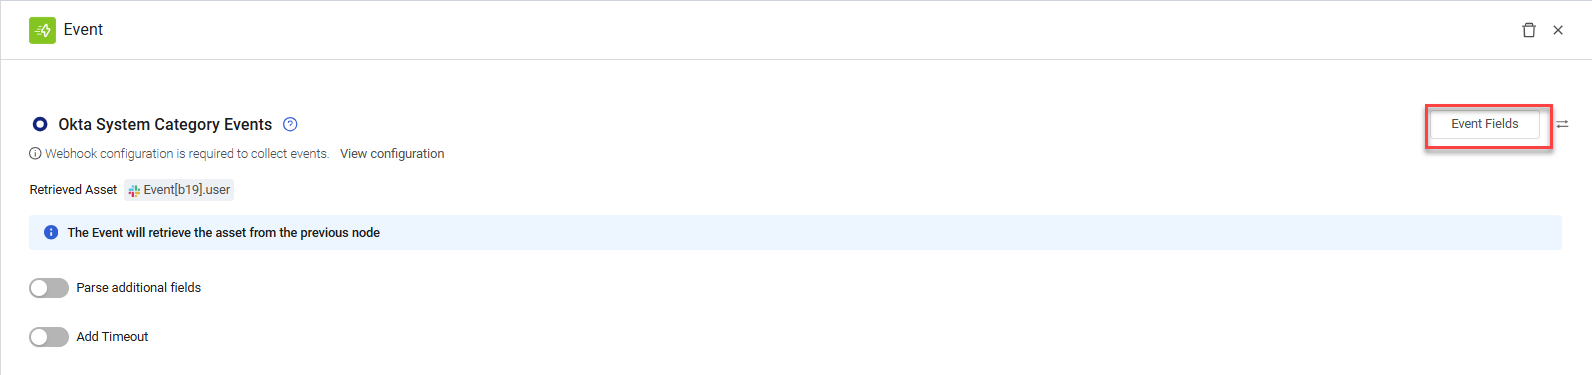 Event
Okta System Category Events
Event Fields
Webhook configuration is required to collect events. View configuration
Retrieved Asset Event[b19].user
The Event will retrieve the asset from the previous node
Parse additional fields
Add Timeout